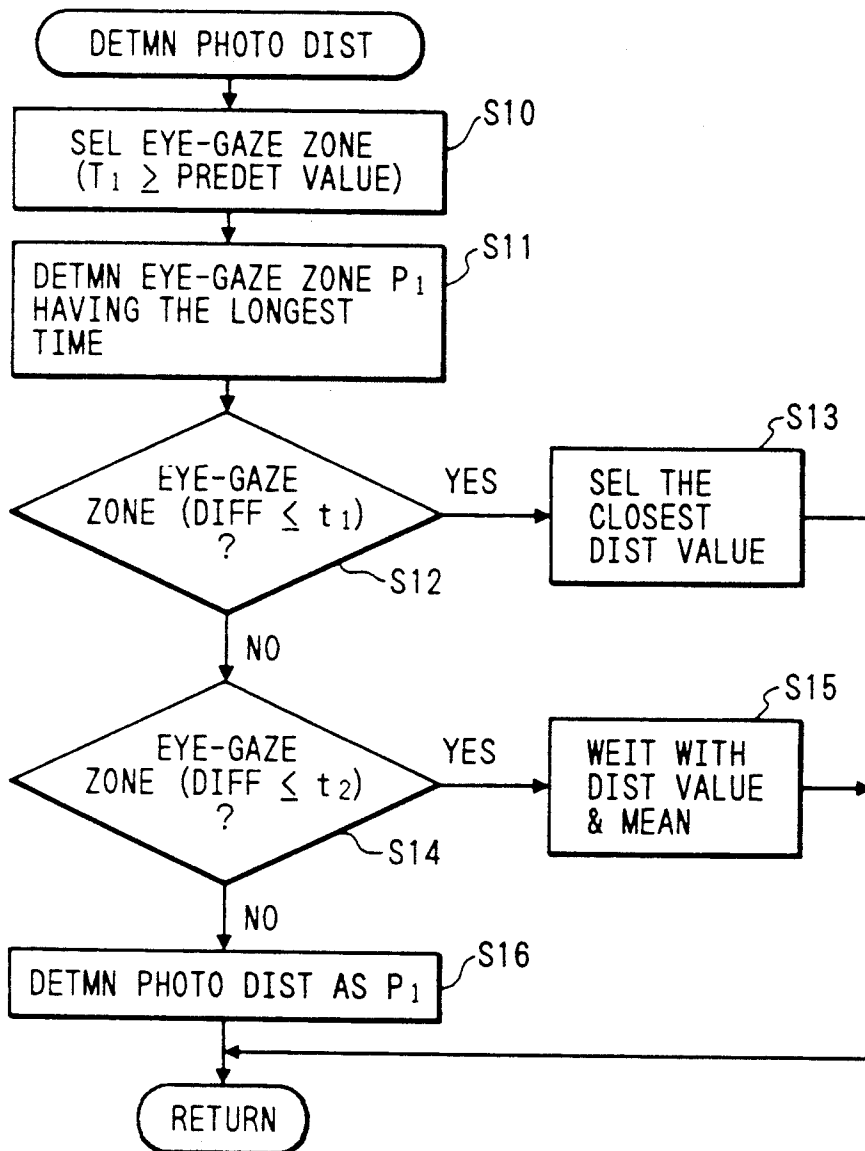 DETMN PHOTO DIST
S10
SEL EYE-GAZE ZONE
(T₁ ≥ PREDET VALUE)
S11
DETMN EYE-GAZE ZONE P₁
HAVING THE LONGEST
TIME
EYE-GAZE
ZONE (DIFF ≤ t₁)
?
S12
YES
S13
SEL THE
CLOSEST
DIST VALUE
NO
EYE-GAZE
ZONE (DIFF ≤ t₂)
?
S14
YES
S15
WEIT WITH
DIST VALUE
& MEAN
NO
S16
DETMN PHOTO DIST AS P₁
RETURN